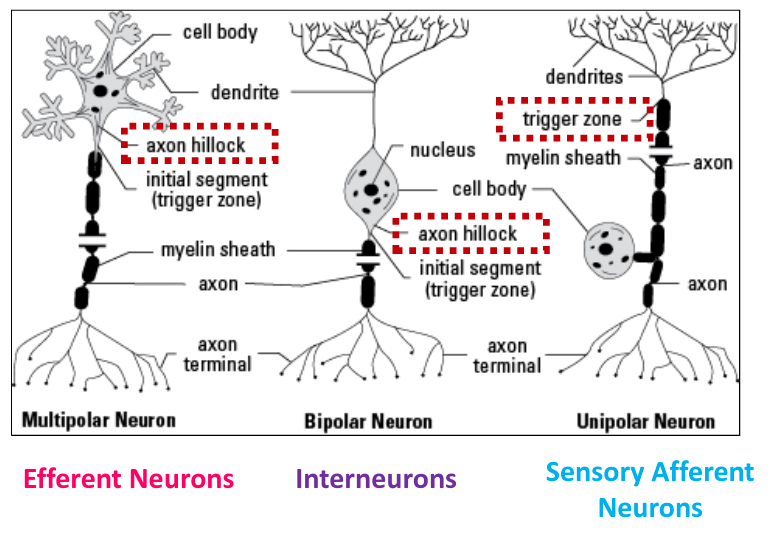 cell body
dendrite
axon hillock
initial segment
(trigger zone)
myelin sheath
axon
axon
terminal
Multipolar Neuron
nucleus
cell body
axon hillock
initial segment
(trigger zone)
axon
terminal
Bipolar Neuron
dendrites
trigger zone
myelin sheath
axon
axon
Unipolar Neuron
Efferent Neurons
Interneurons
Sensory Afferent
Neurons